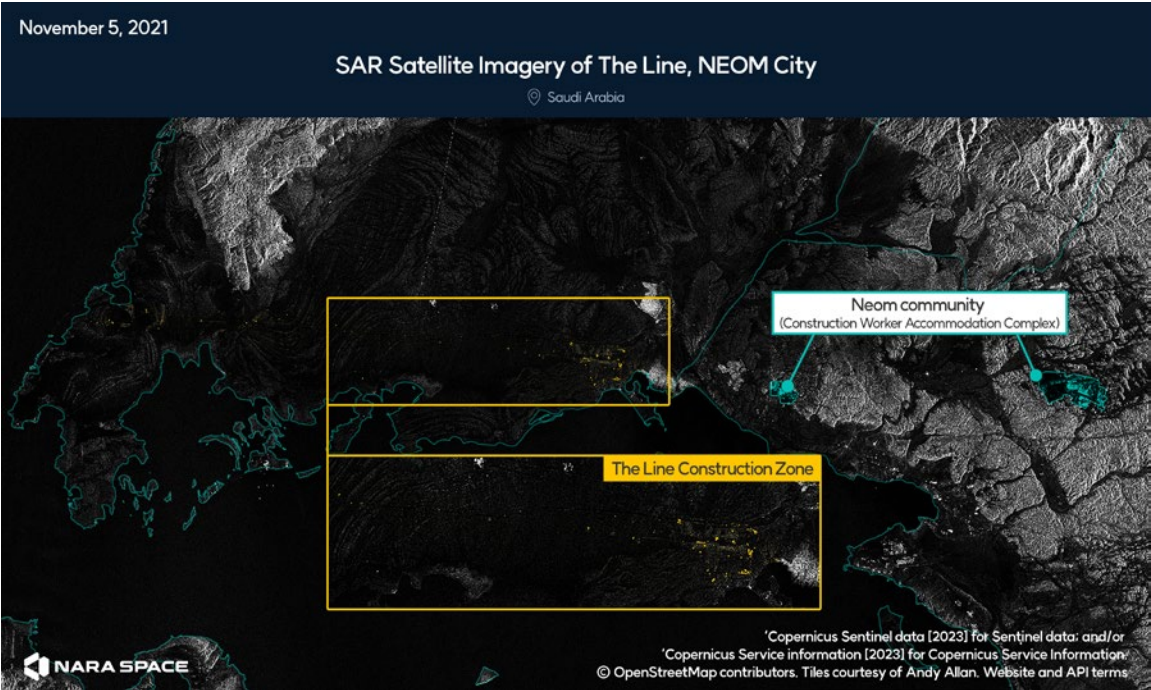 November 5, 2021
SAR Satellite Imagery of The Line, NEOM City
Saudi Arabia
Neom community
(Construction Worker Accommodation Complex)
The Line Construction Zone
'Copernicus Sentinel data [2023] for Sentinel data; and/or
'Copernicus Service information [2023] for Copernicus Service Information.
© OpenStreetMap contributors. Tiles courtesy of Andy Allan. Website and API terms
NARA SPACE